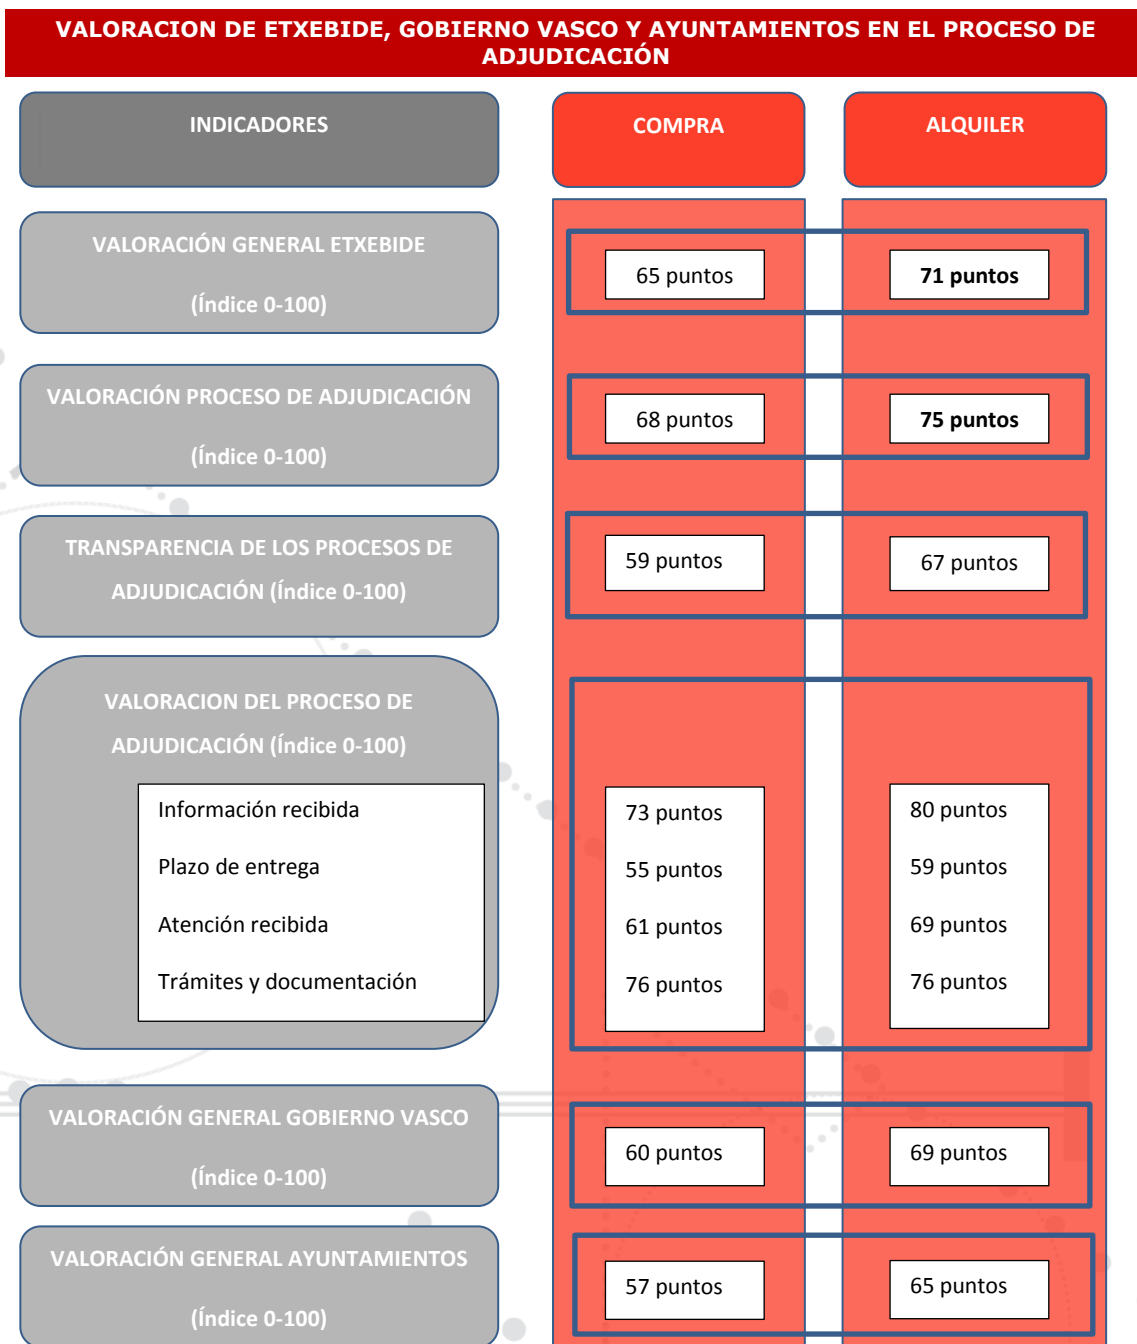 VALORACION DE ETXEBIDE, GOBIERNO VASCO Y AYUNTAMIENTOS EN EL PROCESO DE
ADJUDICACIÓN
INDICADORES
COMPRA
ALQUILER
VALORACIÓN GENERAL ETXEBIDE
(Índice 0-100)
65 puntos
71 puntos
VALORACIÓN PROCESO DE ADJUDICACIÓN
(Índice 0-100)
68 puntos
75 puntos
TRANSPARENCIA DE LOS PROCESOS DE
ADJUDICACIÓN (Índice 0-100)
59 puntos
67 puntos
VALORACION DEL PROCESO DE
ADJUDICACIÓN (Índice 0-100)
Información recibida
73 puntos
80 puntos
Plazo de entrega
55 puntos
59 puntos
Atención recibida
61 puntos
69 puntos
Trámites y documentación
76 puntos
76 puntos
VALORACIÓN GENERAL GOBIERNO VASCO
(Índice 0-100)
60 puntos
69 puntos
VALORACIÓN GENERAL AYUNTAMIENTOS
(Índice 0-100)
57 puntos
65 puntos